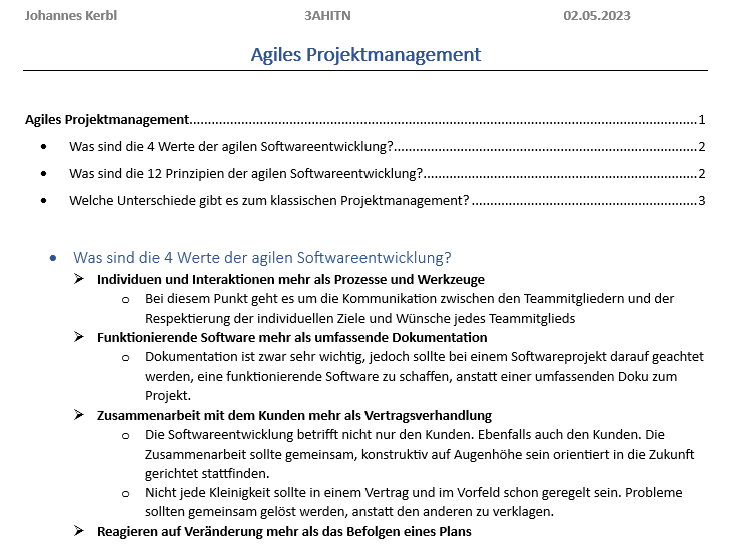 Johannes Kerbl 3AHITN 02.05.2023
Agiles Projektmanagement
Agiles Projektmanagement........................................................................................................................................1
• Was sind die 4 Werte der agilen Softwareentwicklung?................................................................................2
• Was sind die 12 Prinzipien der agilen Softwareentwicklung?........................................................................2
• Welche Unterschiede gibt es zum klassischen Projektmanagement? ............................................................3
• Was sind die 4 Werte der agilen Softwareentwicklung?
➢ Individuen und Interaktionen mehr als Prozesse und Werkzeuge
o Bei diesem Punkt geht es um die Kommunikation zwischen den Teammitgliedern und der
Respektierung der individuellen Ziele und Wünsche jedes Teammitglieds
➢ Funktionierende Software mehr als umfassende Dokumentation
o Dokumentation ist zwar sehr wichtig, jedoch sollte bei einem Softwareprojekt darauf geachtet
werden, eine funktionierende Software zu schaffen, anstatt einer umfassenden Doku zum
Projekt.
➢ Zusammenarbeit mit dem Kunden mehr als Vertragsverhandlung
o Die Softwareentwicklung betrifft nicht nur den Kunden. Ebenfalls auch den Kunden. Die
Zusammenarbeit sollte gemeinsam, konstruktiv auf Augenhöhe sein orientiert in die Zukunft
gerichtet stattfinden.
o Nicht jede Kleinigkeit sollte in einem Vertrag und im Vorfeld schon geregelt sein. Probleme
sollten gemeinsam gelöst werden, anstatt den anderen zu verklagen.
➢ Reagieren auf Veränderung mehr als das Befolgen eines Plans